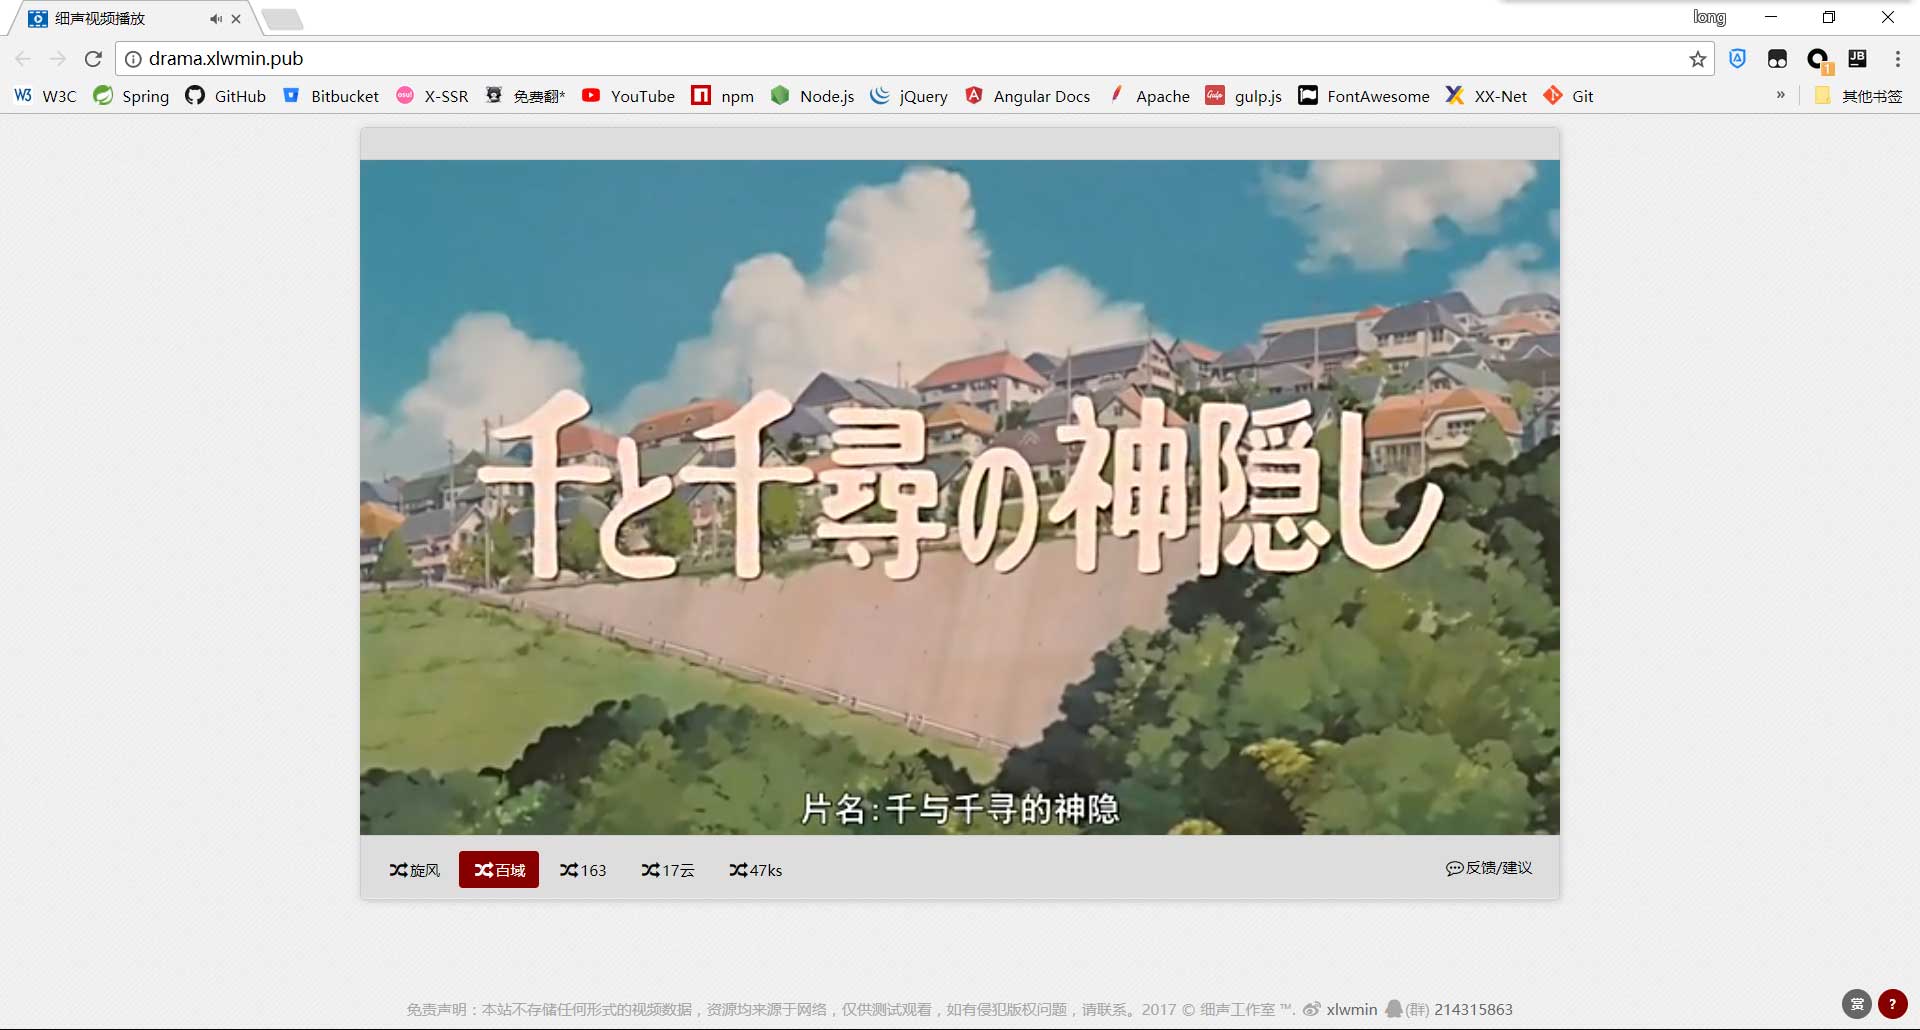 细声视频播放
long
drama.xlwmin.pub
1
JB
W3 W3C Spring GitHub Bitbucket osu! X-SSR 免费翻* YouTube npm Node.js jQuery Angular Docs Apache Gulp gulp.js FontAwesome XX-Net Git » 其他书签
千と千尋の神隠し
片名:千与千寻的神隐
旋风 百域 163 17云 47ks 反馈/建议
免责声明：本站不存储任何形式的视频数据，资源均来源于网络，仅供测试观看，如有侵犯版权问题，请联系。2017 © 细声工作室 ™. xlwmin (群) 214315863
赏 ?